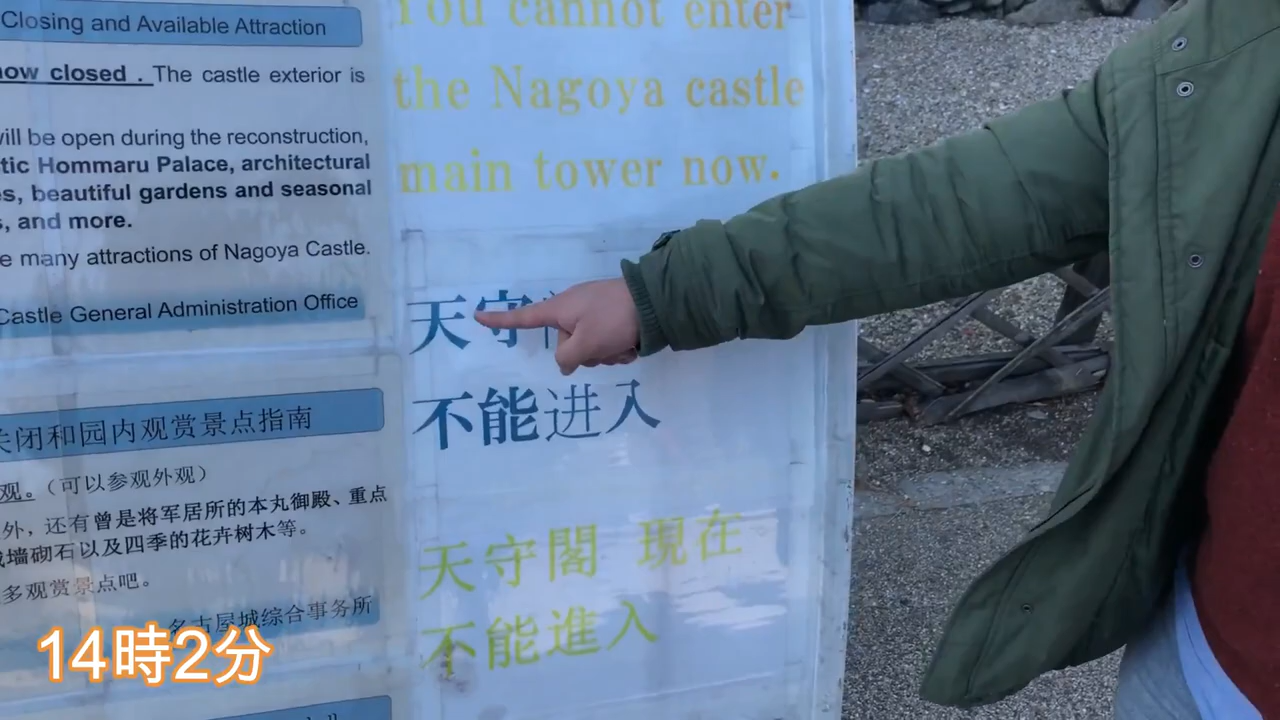 Closing and Available Attraction
now closed . The castle exterior is
will be open during the reconstruction,
tic Hommaru Palace, architectural
es, beautiful gardens and seasonal
s, and more.
e many attractions of Nagoya Castle.
Castle General Administration Office
关闭和园内观赏景点指南
观。(可以参观外观)
外,还有曾是将军居所的本丸御殿、重点
城墙砌石以及四季的花卉树木等。
多观赏景点吧。
名古屋城综合事务所
You cannot enter
the Nagoya castle
main tower now.
天守
不能进入
天守閣 現在
不能進入
14時2分